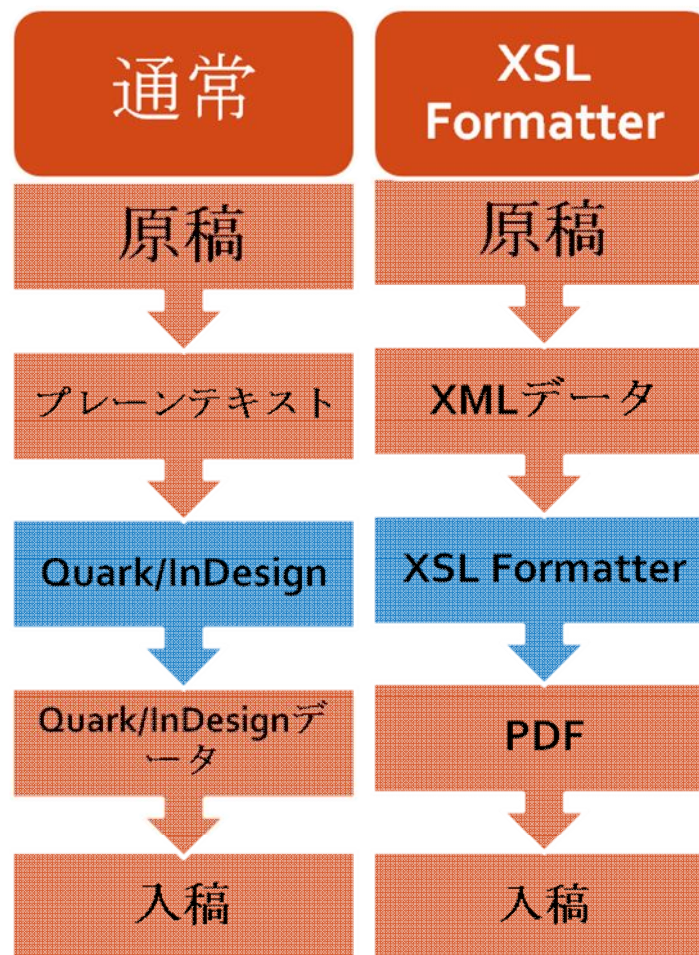 通常
原稿
プレーンテキスト
Quark/InDesign
Quark/InDesignデ
ータ
入稿
XSL
Formatter
原稿
XMLデータ
XSL Formatter
PDF
入稿